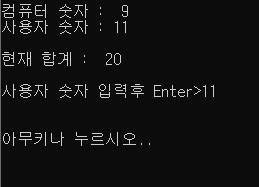 컴퓨터 숫자 :  9
사용자 숫자 : 11
현재 합계 :  20
사용자 숫자 입력후 Enter>11
아무키나 누르시오..